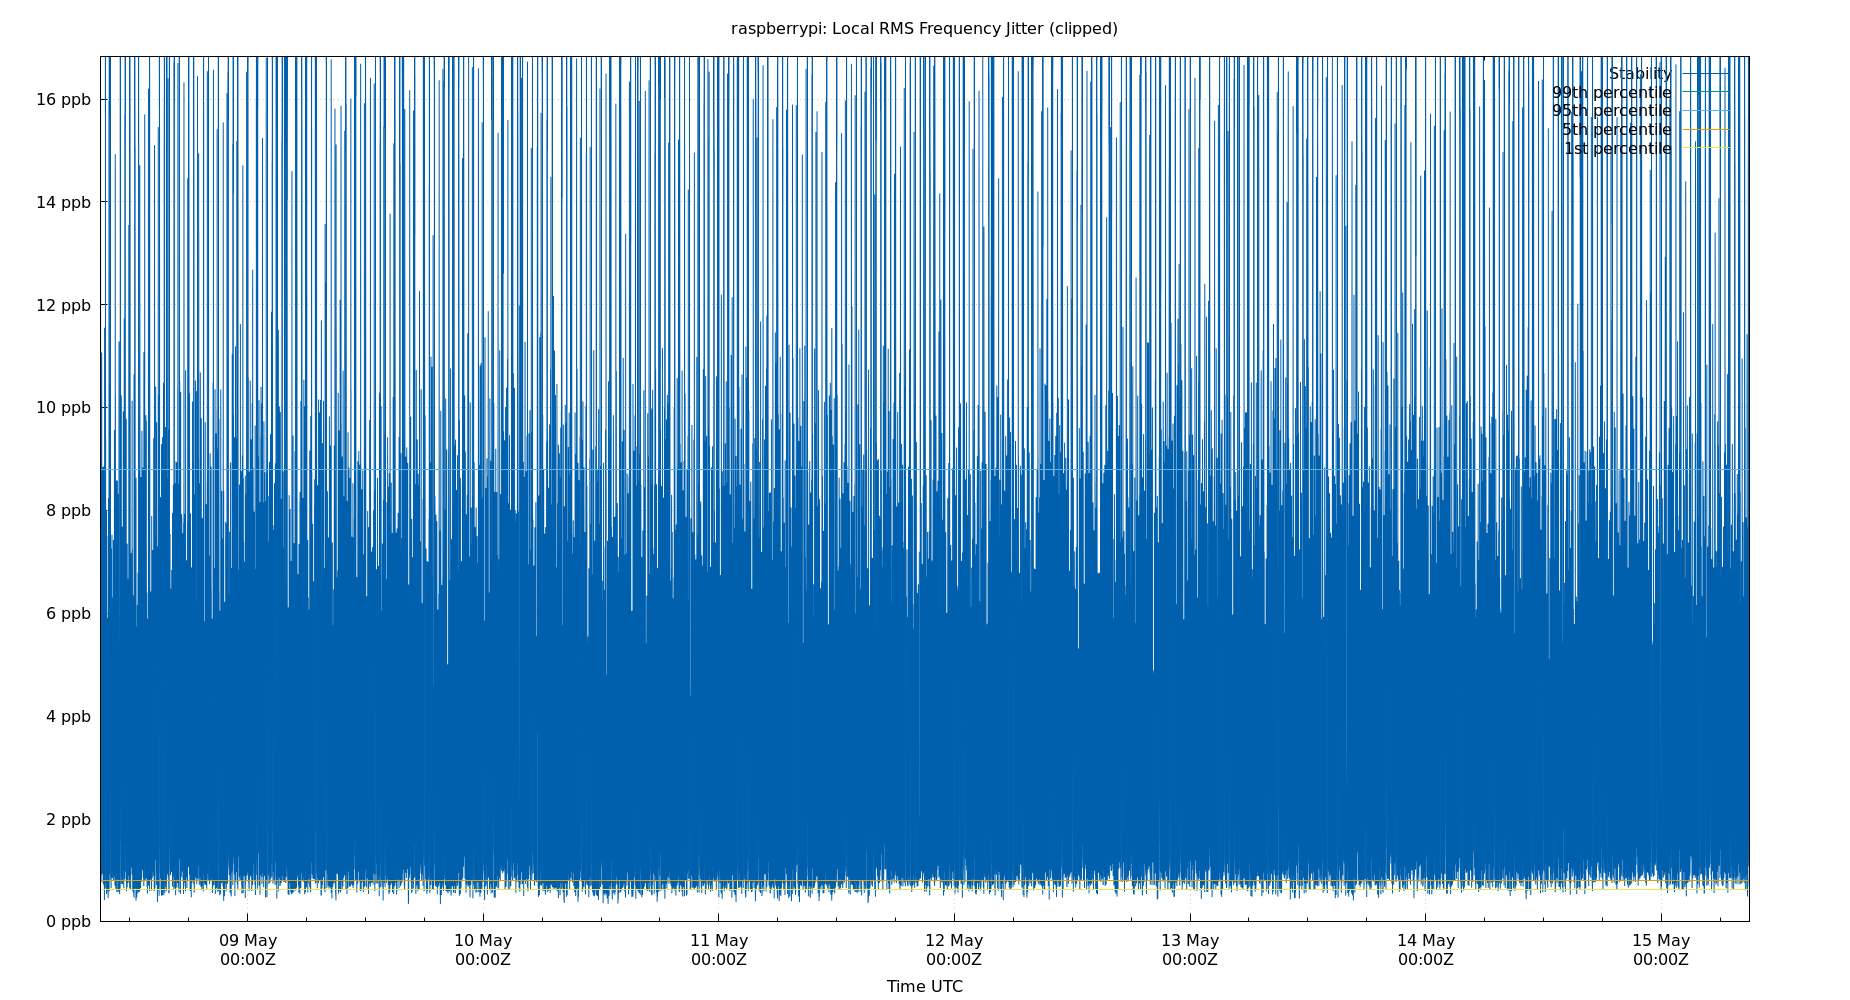 raspberrypi: Local RMS Frequency Jitter (clipped)
Stability
99th percentile
95th percentile
5th percentile
1st percentile
16 ppb
14 ppb
12 ppb
10 ppb
8 ppb
6 ppb
4 ppb
2 ppb
0 ppb
09 May 10 May 11 May 12 May 13 May 14 May 15 May
00:00Z 00:00Z 00:00Z 00:00Z 00:00Z 00:00Z 00:00Z
Time UTC